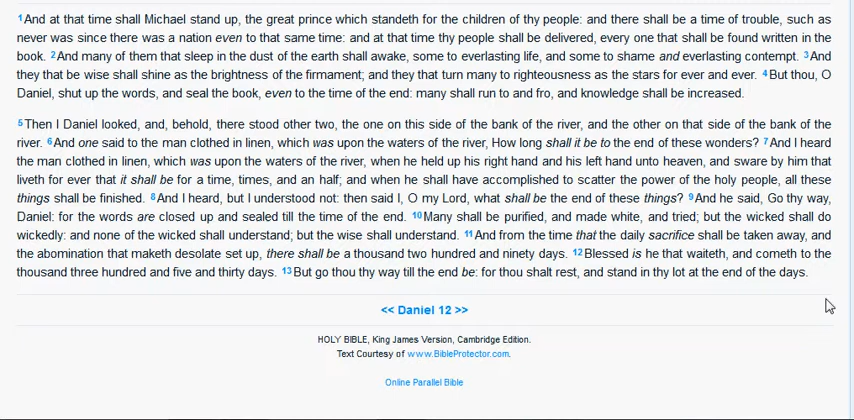 1And at that time shall Michael stand up, the great prince which standeth for the children of thy people: and there shall be a time of trouble, such as
never was since there was a nation even to that same time: and at that time thy people shall be delivered, every one that shall be found written in the
book. 2And many of them that sleep in the dust of the earth shall awake, some to everlasting life, and some to shame and everlasting contempt. 3And
they that be wise shall shine as the brightness of the firmament; and they that turn many to righteousness as the stars for ever and ever. 4But thou, O
Daniel, shut up the words, and seal the book, even to the time of the end: many shall run to and fro, and knowledge shall be increased.
5Then I Daniel looked, and, behold, there stood other two, the one on this side of the bank of the river, and the other on that side of the bank of the
river. 6And one said to the man clothed in linen, which was upon the waters of the river, How long shall it be to the end of these wonders? 7And I heard
the man clothed in linen, which was upon the waters of the river, when he held up his right hand and his left hand unto heaven, and sware by him that
liveth for ever that it shall be for a time, times, and an half; and when he shall have accomplished to scatter the power of the holy people, all these
things shall be finished. 8And I heard, but I understood not: then said I, O my Lord, what shall be the end of these things? 9And he said, Go thy way,
Daniel: for the words are closed up and sealed till the time of the end. 10Many shall be purified, and made white, and tried; but the wicked shall do
wickedly: and none of the wicked shall understand; but the wise shall understand. 11And from the time that the daily sacrifice shall be taken away, and
the abomination that maketh desolate set up, there shall be a thousand two hundred and ninety days. 12Blessed is he that waiteth, and cometh to the
thousand three hundred and five and thirty days. 13But go thou thy way till the end be: for thou shalt rest, and stand in thy lot at the end of the days.
<< Daniel 12 >>
HOLY BIBLE, King James Version, Cambridge Edition.
Text Courtesy of www.BibleProtector.com.
Online Parallel Bible